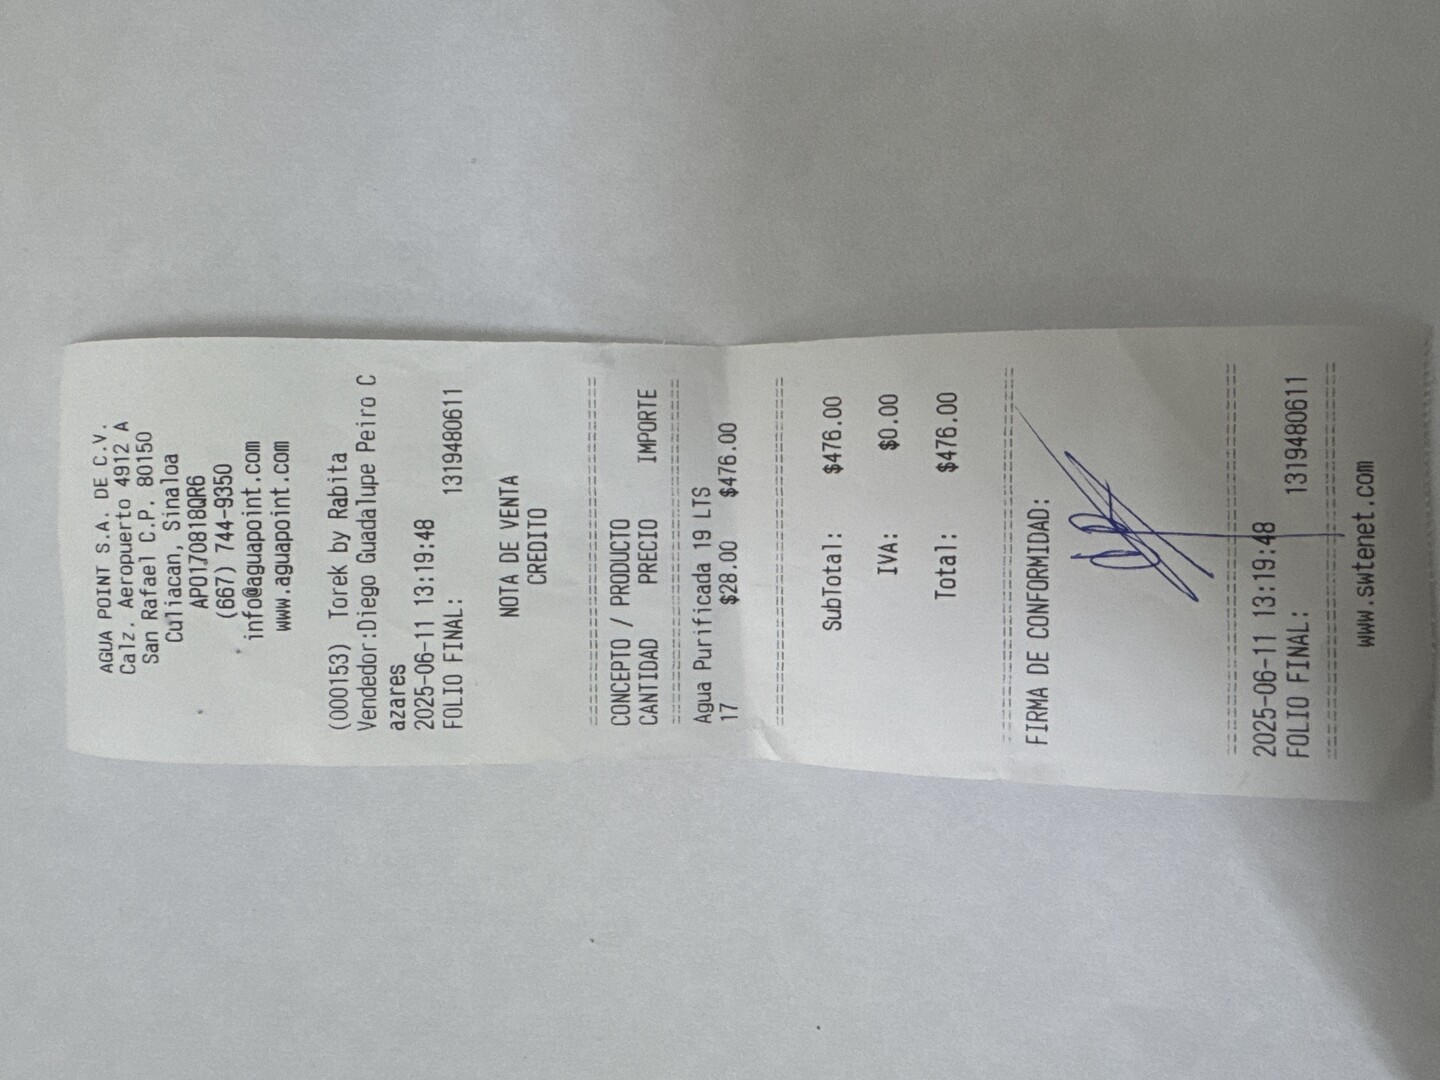 AGUA POINT S.A. DE C.V.
Calz. Aeropuerto 4912 A
San Rafael C.P. 80150
Culiacan, Sinaloa
APO170818QR6
(667) 744-9350
info@aguapoint.com
www.aguapoint.com
(000153) Torek by Rabita
Vendedor:Diego Guadalupe Peiro C
azares
2025-06-11 13:19:48
FOLIO FINAL: 1319480611
NOTA DE VENTA
CREDITO
================================
CONCEPTO / PRODUCTO
CANTIDAD PRECIO IMPORTE
================================
Agua Purificada 19 LTS
17 $28.00 $476.00
================================
SubTotal: $476.00
IVA: $0.00
Total: $476.00
================================
FIRMA DE CONFORMIDAD:
================================
2025-06-11 13:19:48
FOLIO FINAL: 1319480611
================================
www.swtenet.com